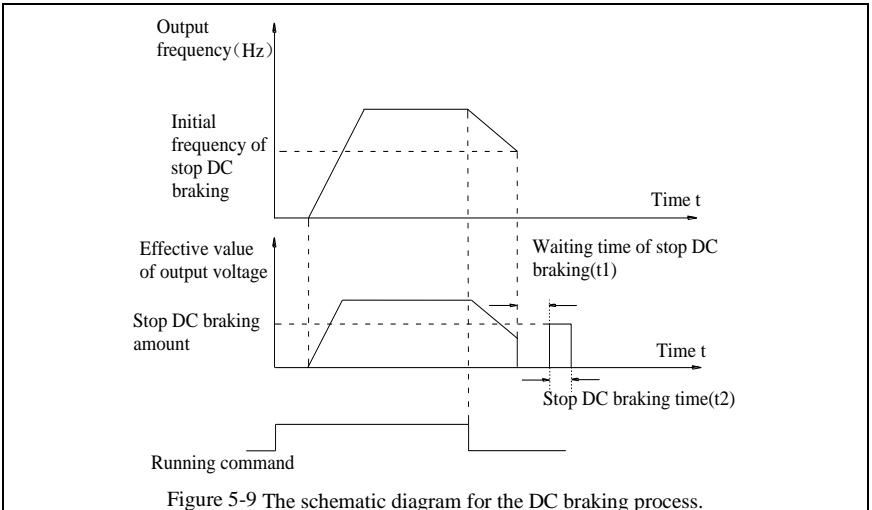 Output
frequency（Hz）
Initial
frequency of
stop DC
braking
Time t
Effective value
of output voltage
Waiting time of stop DC
braking(t1)
Stop DC braking
amount
Time t
Stop DC braking time(t2)
Running command
Figure 5-9 The schematic diagram for the DC braking process.